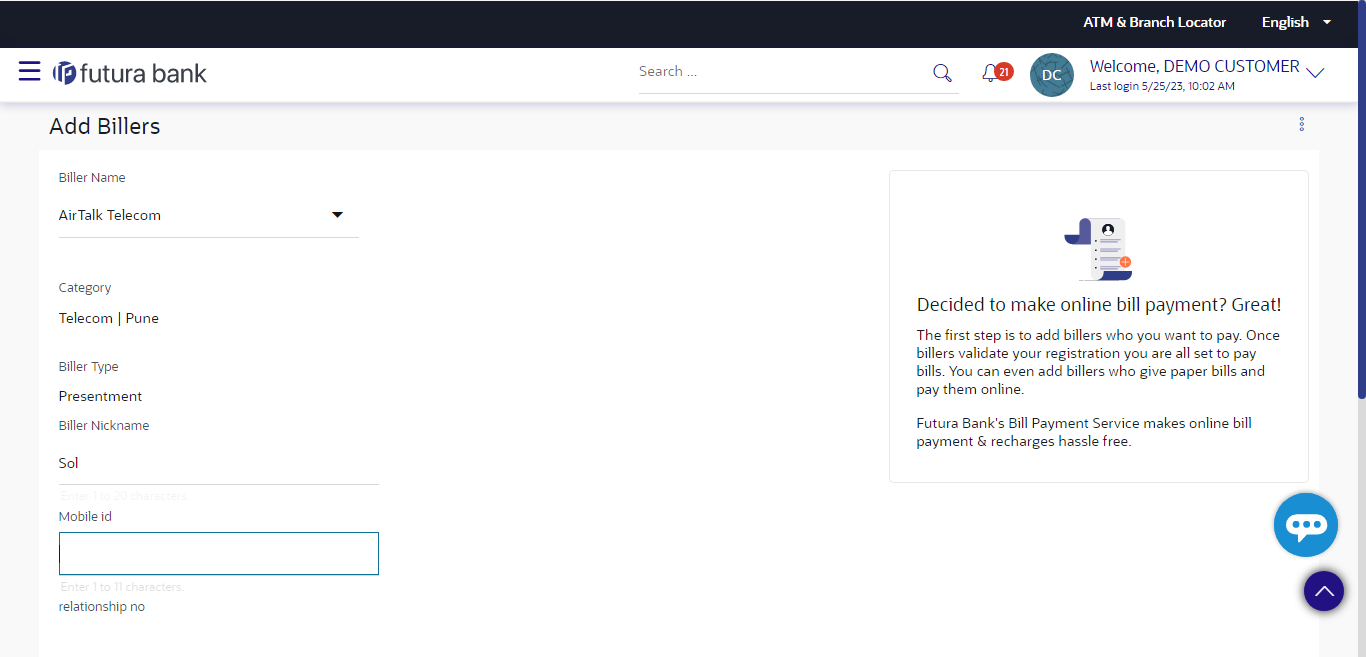 ATM & Branch Locator English
futura bank
Search ...
21
DC
Welcome, DEMO CUSTOMER
Last login 5/25/23, 10:02 AM
Add Billers
Biller Name
AirTalk Telecom
Category
Telecom | Pune
Biller Type
Presentment
Biller Nickname
Sol
Enter 1 to 20 characters.
Mobile id
Enter 1 to 11 characters.
relationship no
Decided to make online bill payment? Great!
The first step is to add billers who you want to pay. Once
billers validate your registration you are all set to pay
bills. You can even add billers who give paper bills and
pay them online.
Futura Bank's Bill Payment Service makes online bill
payment & recharges hassle free.